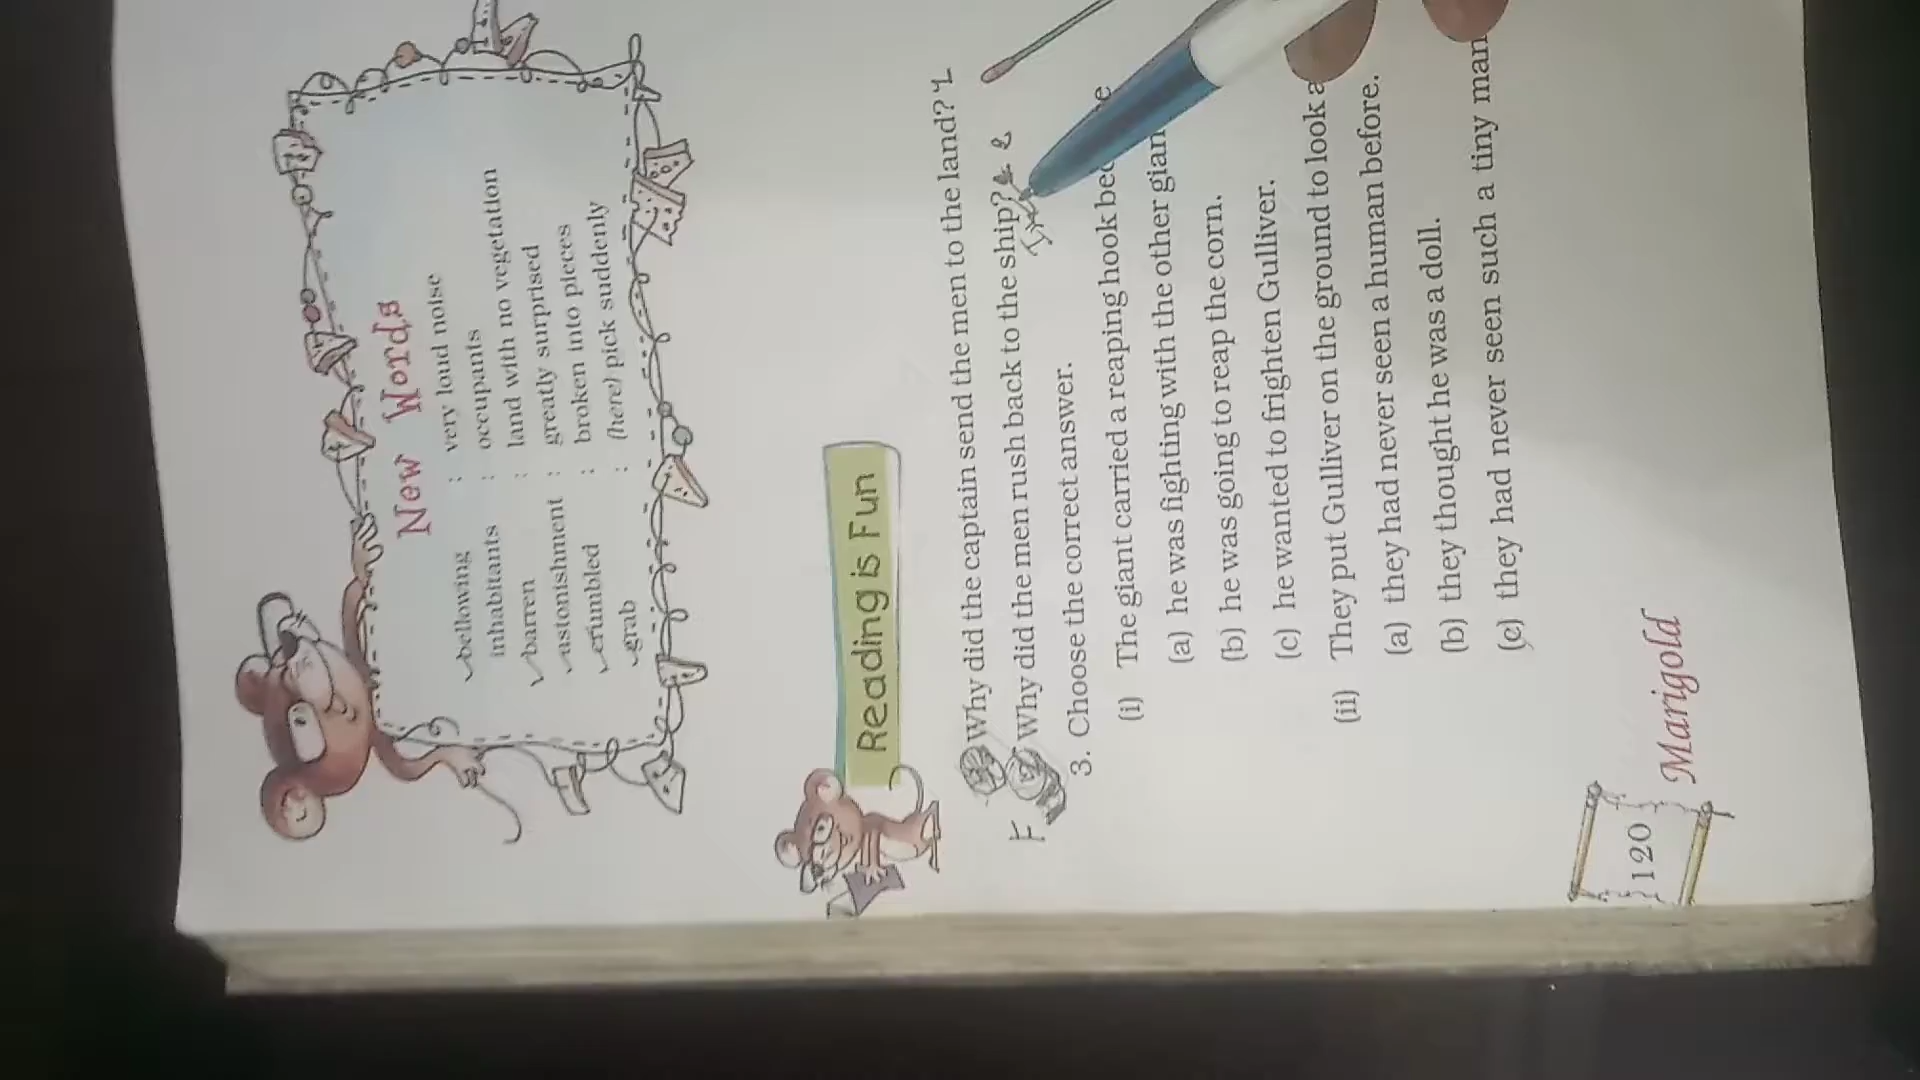 New Words
bellowing : very loud noise
inhabitants : occupants
barren : land with no vegetation
astonishment : greatly surprised
crumbled : broken into pieces
grab : (here) pick suddenly
Reading is Fun
Why did the captain send the men to the land? 1
Why did the men rush back to the ship? 2
3. Choose the correct answer.
(i) The giant carried a reaping hook
(a) he was fighting with the other
(b) he was going to reap the corn.
(c) he wanted to frighten Gulliver.
(ii) They put Gulliver on the ground to look
(a) they had never seen a human before.
(b) they thought he was a doll.
(c) they had never seen such a tiny man
120
Marigold